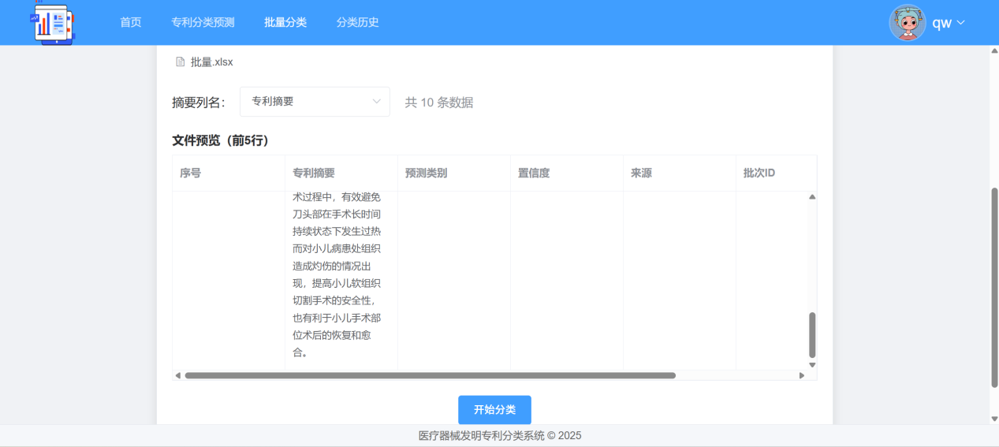 首页 专利分类预测 批量分类 分类历史 qw
批量.xlsx
摘要列名： 专利摘要 共 10 条数据
文件预览（前5行）
序号 专利摘要 预测类别 置信度 来源 批次ID
术过程中，有效避免
刀头部在手术长时间
持续状态下发生过热
而对小儿病患处组织
造成灼伤的情况出
现，提高小儿软组织
切割手术的安全性，
也有利于小儿手术部
位术后的恢复和愈
合。
开始分类
医疗器械发明专利分类系统 © 2025